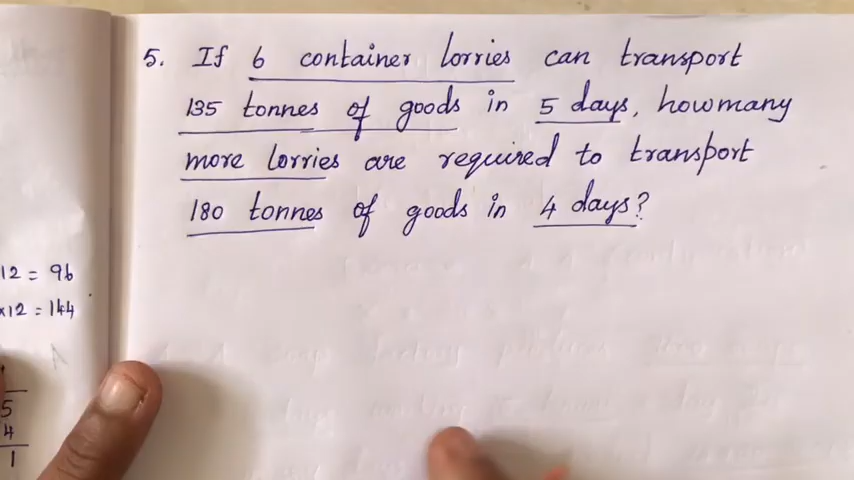 5. If 6 container lorries can transport
135 tonnes of goods in 5 days, howmany
more lorries are required to transport
180 tonnes of goods in 4 days?
12 = 96
×12 = 144
5
4
1